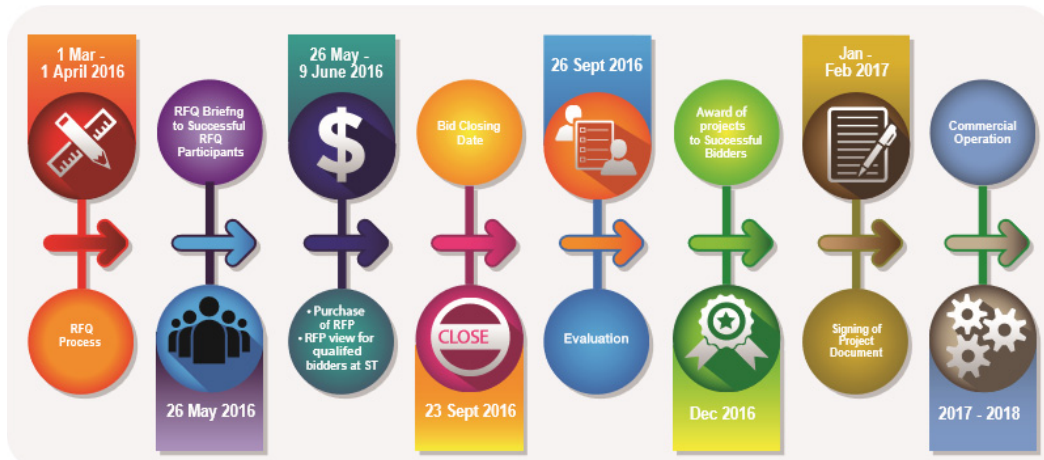 1 Mar -
1 April 2016
RFQ
Process
RFQ Briefng
to Successful
RFQ
Participants
26 May 2016
26 May -
9 June 2016
• Purchase
of RFP
• RFP view for
qualifed
bidders at ST
Bid Closing
Date
CLOSE
23 Sept 2016
26 Sept 2016
Evaluation
Award of
projects
to Successful
Bidders
Dec 2016
Jan -
Feb 2017
Signing of
Project
Document
Commercial
Operation
2017 - 2018